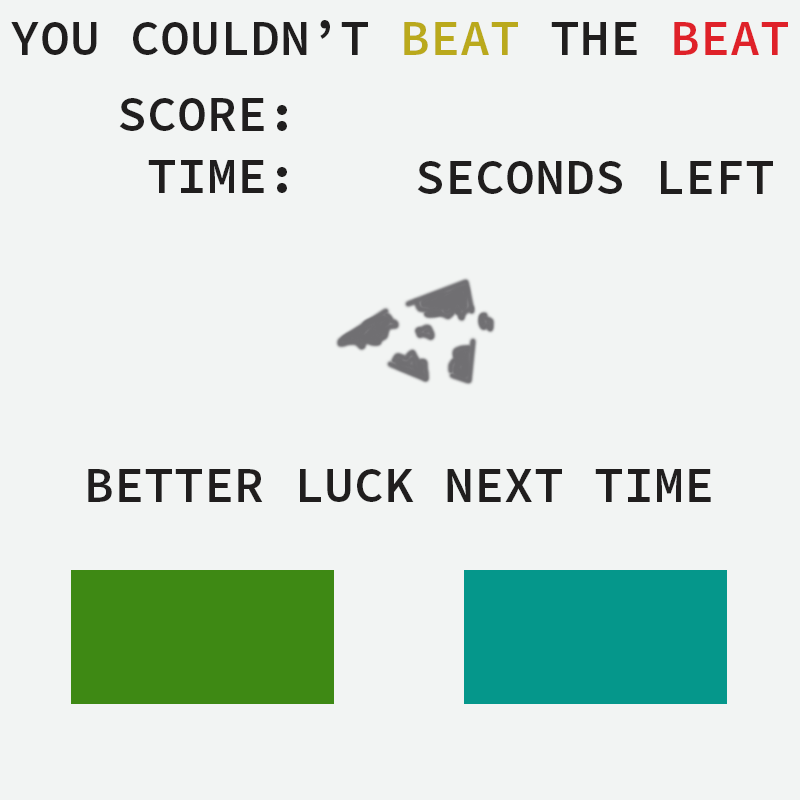 YOU COULDN’T BEAT THE BEAT
SCORE:
TIME: SECONDS LEFT
BETTER LUCK NEXT TIME